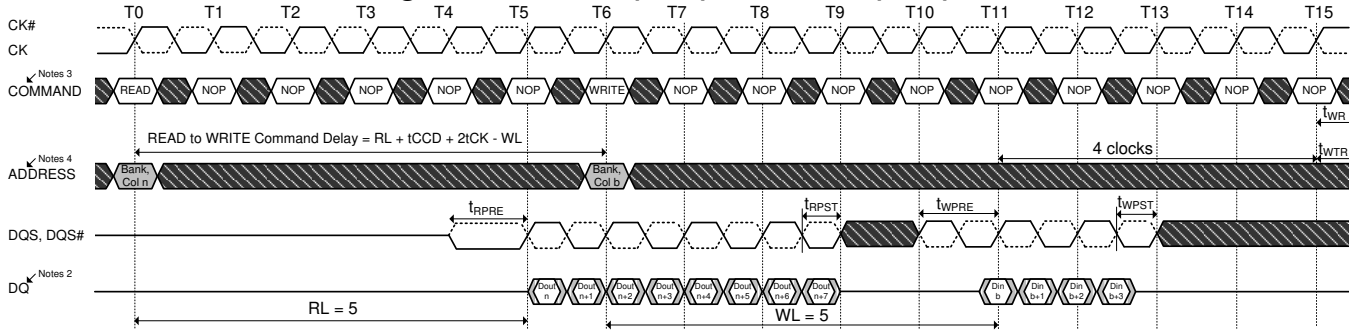 T0 T1 T2 T3 T4 T5 T6 T7 T8 T9 T10 T11 T12 T13 T14 T15
CK#
CK
Notes 3
COMMAND READ NOP NOP NOP NOP NOP WRITE NOP NOP NOP NOP NOP NOP NOP NOP NOP
tWR
READ to WRITE Command Delay = RL + tCCD + 2tCK - WL
4 clocks tWTR
Notes 4
ADDRESS Bank, Col n Bank, Col b
tRPRE tRPST tWPRE tWPST
DQS, DQS#
Notes 2
DQ Dout n Dout n+1 Dout n+2 Dout n+3 Dout n+4 Dout n+5 Dout n+6 Dout n+7 Din b Din b+1 Din b+2 Din b+3
RL = 5 WL = 5